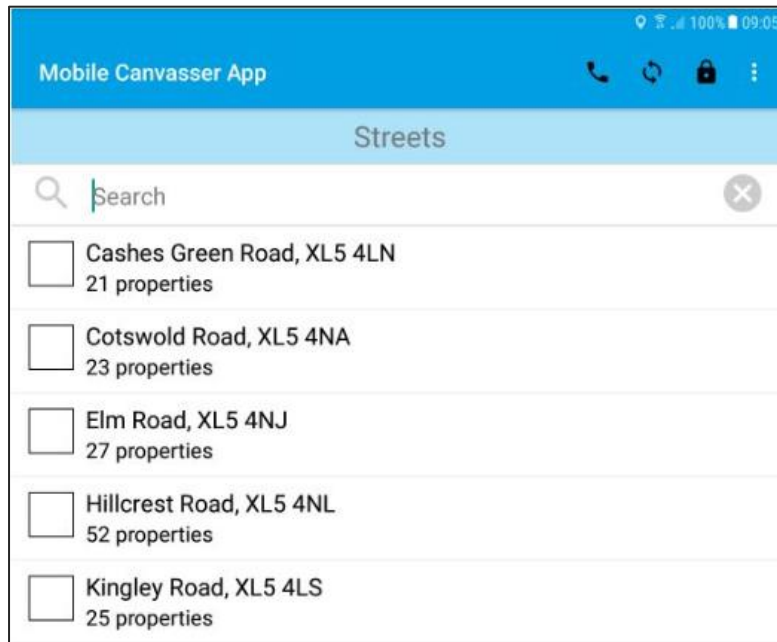 100% 09:05
Mobile Canvasser App
Streets
Search
Cashes Green Road, XL5 4LN
21 properties
Cotswold Road, XL5 4NA
23 properties
Elm Road, XL5 4NJ
27 properties
Hillcrest Road, XL5 4NL
52 properties
Kingley Road, XL5 4LS
25 properties